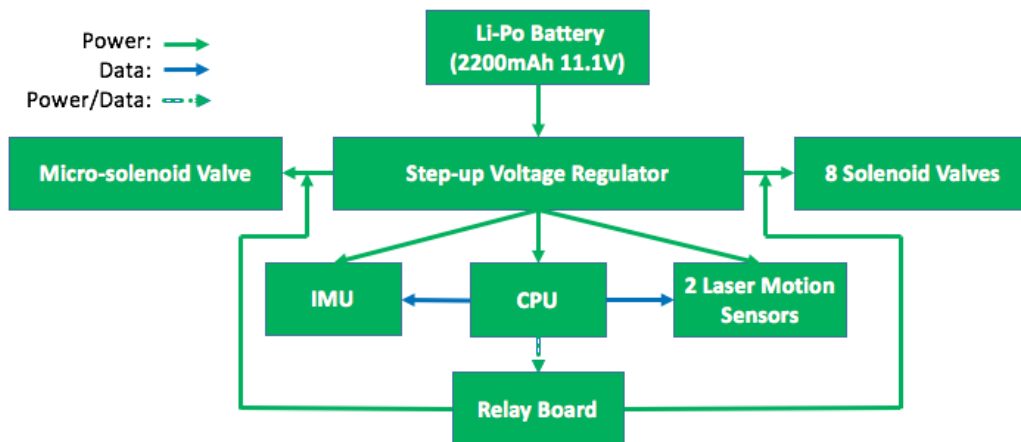 Power:
Data:
Power/Data:
Li-Po Battery
(2200mAh 11.1V)
Micro-solenoid Valve
Step-up Voltage Regulator
8 Solenoid Valves
IMU
CPU
2 Laser Motion
Sensors
Relay Board